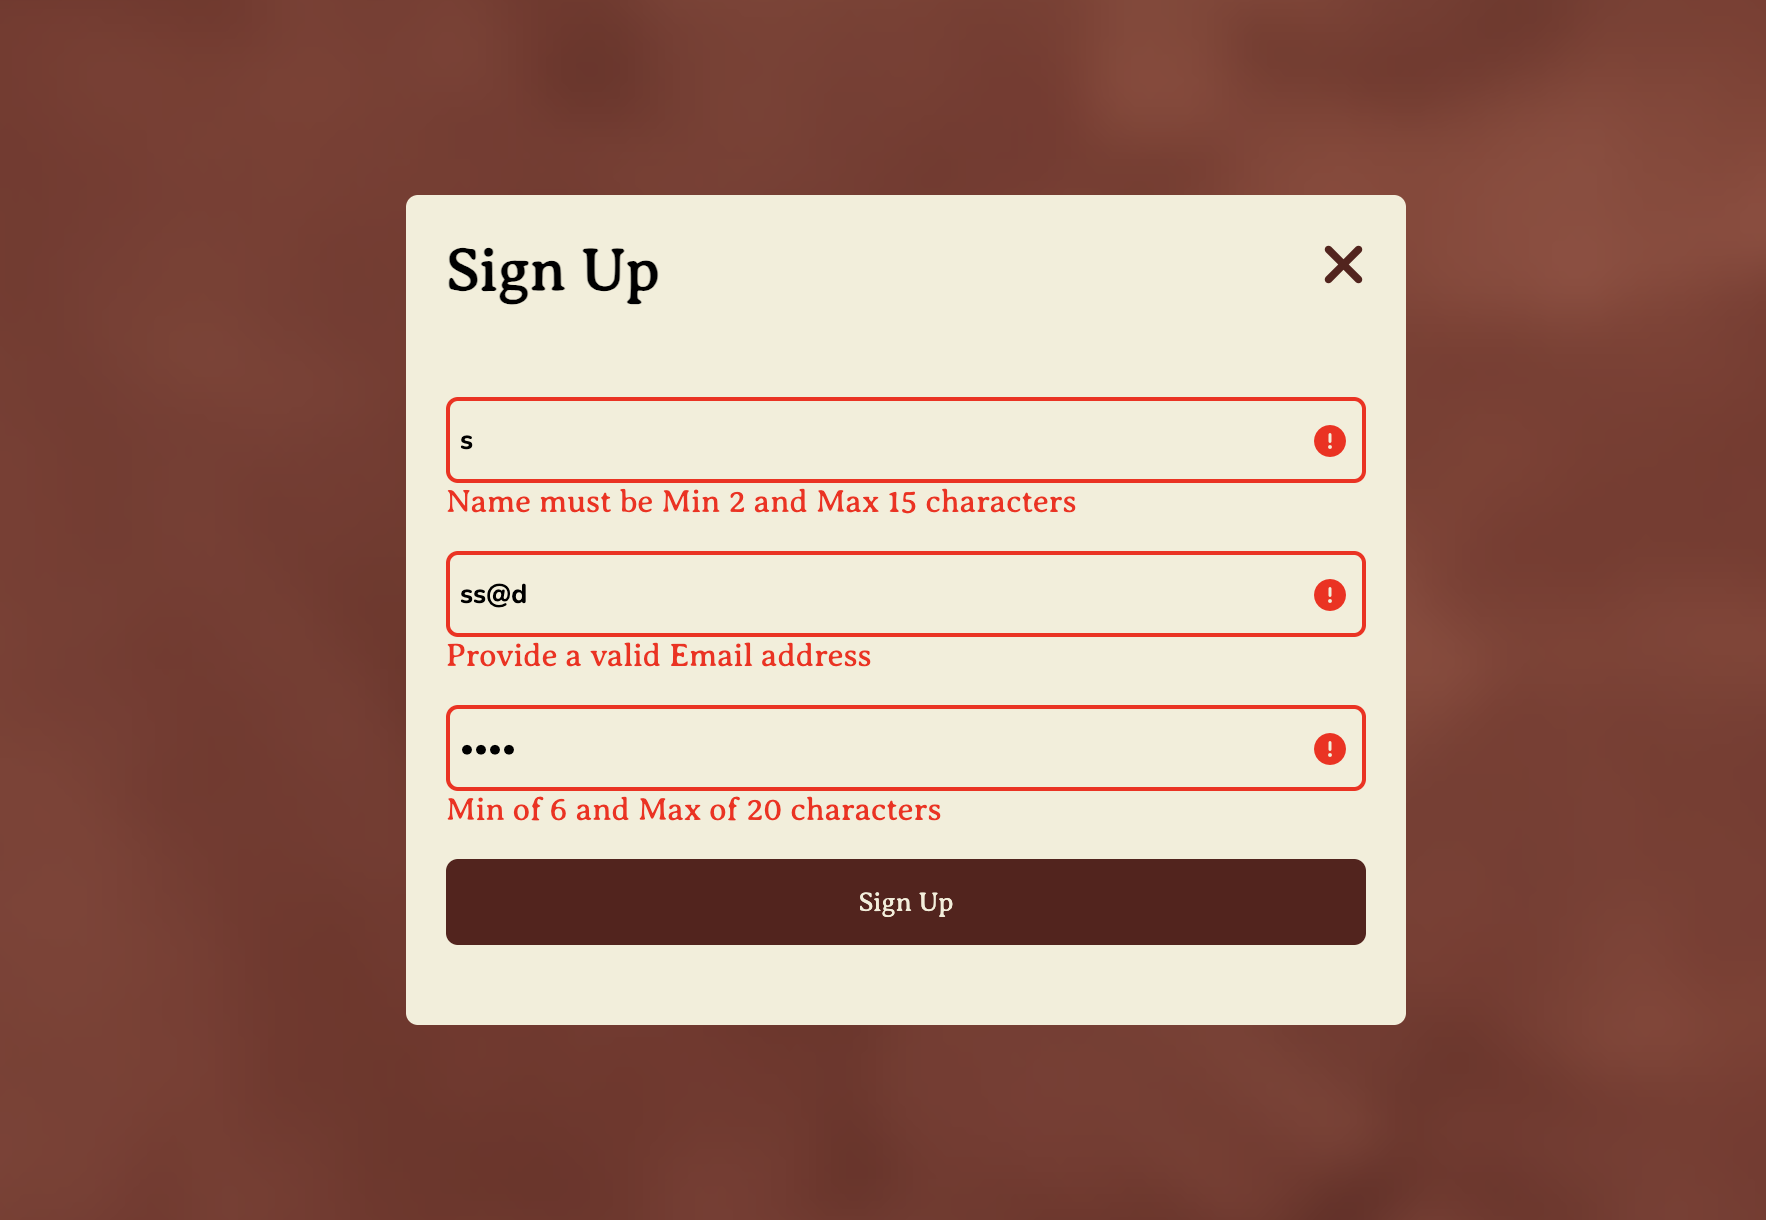 Sign Up
s
Name must be Min 2 and Max 15 characters
ss@d
Provide a valid Email address
••••
Min of 6 and Max of 20 characters
Sign Up